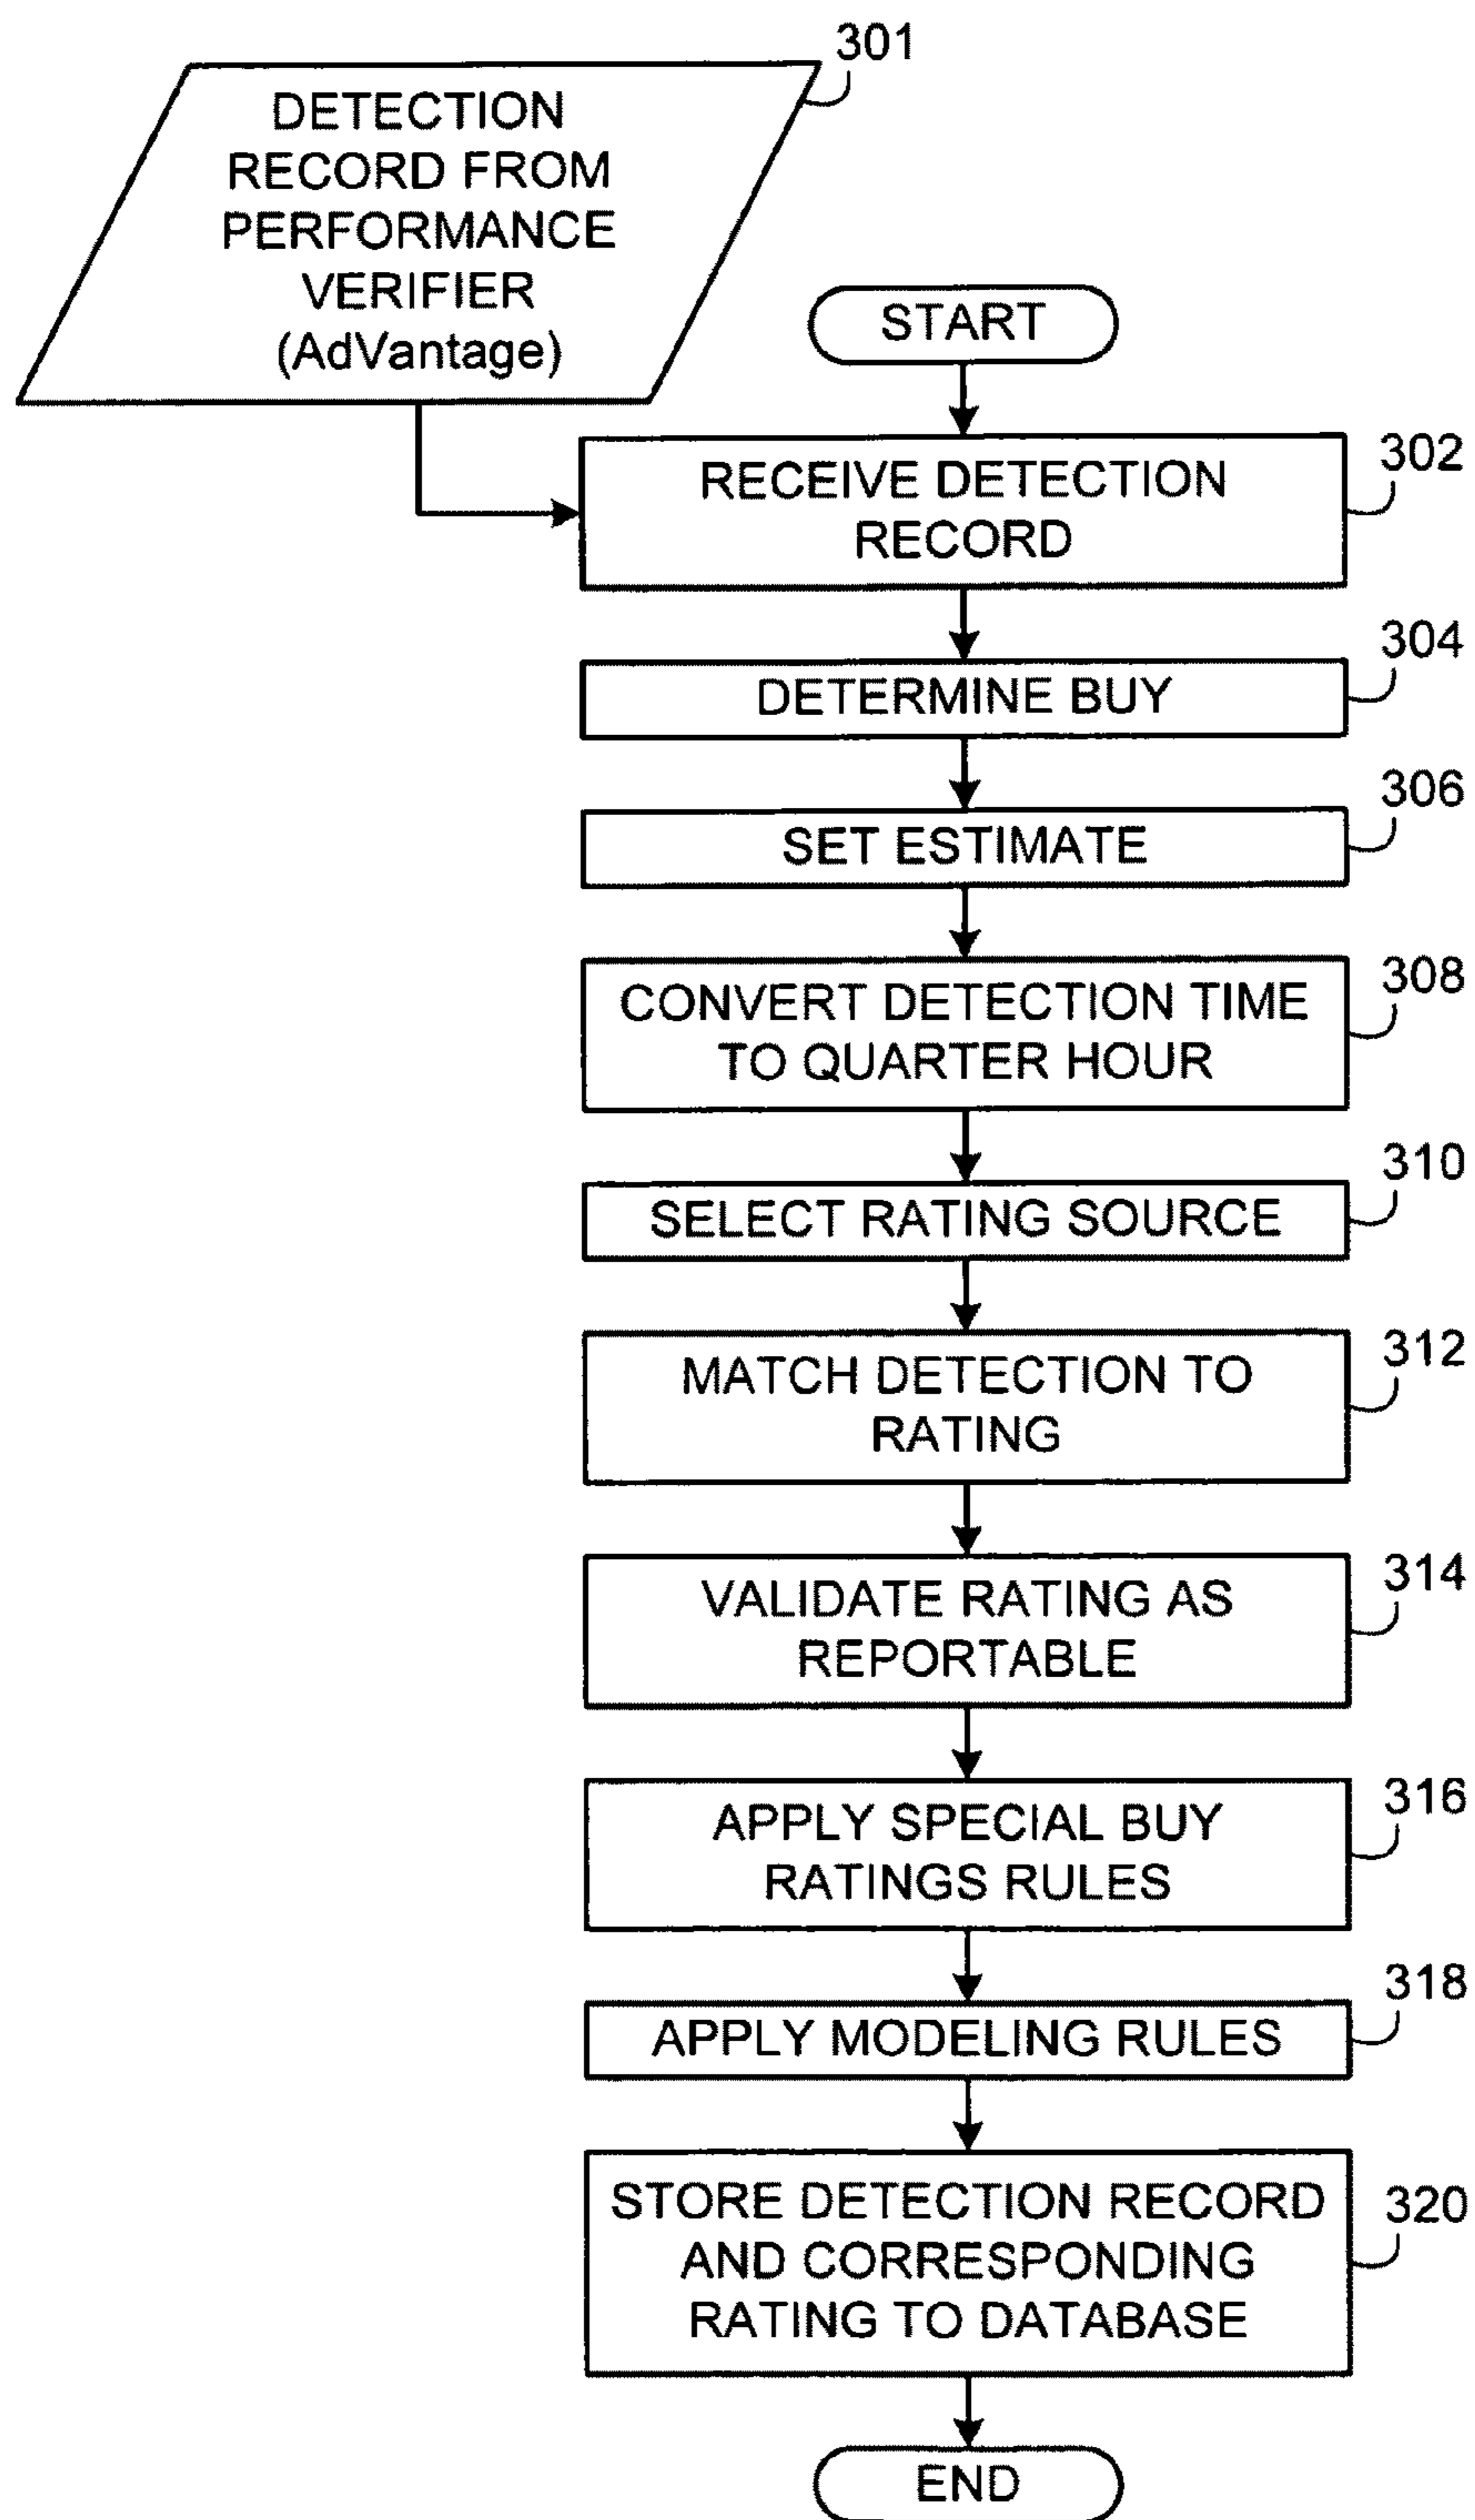 301
DETECTION
RECORD FROM
PERFORMANCE
VERIFIER
(AdVantage)
START
RECEIVE DETECTION
RECORD
302
DETERMINE BUY
304
SET ESTIMATE
306
CONVERT DETECTION TIME
TO QUARTER HOUR
308
SELECT RATING SOURCE
310
MATCH DETECTION TO
RATING
312
VALIDATE RATING AS
REPORTABLE
314
APPLY SPECIAL BUY
RATINGS RULES
316
APPLY MODELING RULES
318
STORE DETECTION RECORD
AND CORRESPONDING
RATING TO DATABASE
320
END